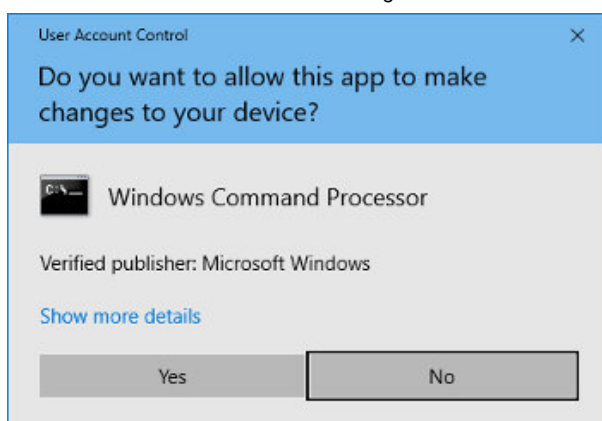 User Account Control
Do you want to allow this app to make
changes to your device?
Windows Command Processor
Verified publisher: Microsoft Windows
Show more details
Yes
No